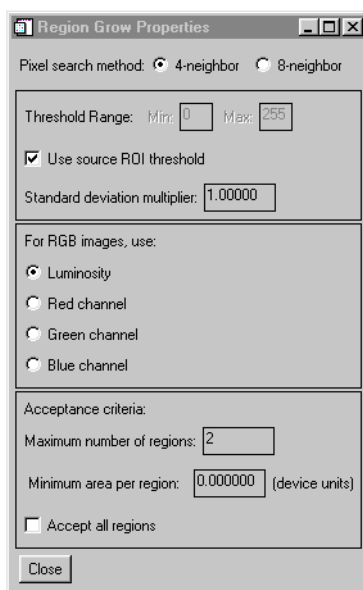 Region Grow Properties
Pixel search method: 4-neighbor 8-neighbor
Threshold Range: Min: 0 Max: 255
Use source ROI threshold
Standard deviation multiplier: 1.00000
For RGB images, use:
Luminosity
Red channel
Green channel
Blue channel
Acceptance criteria:
Maximum number of regions: 2
Minimum area per region: 0.000000 (device units)
Accept all regions
Close